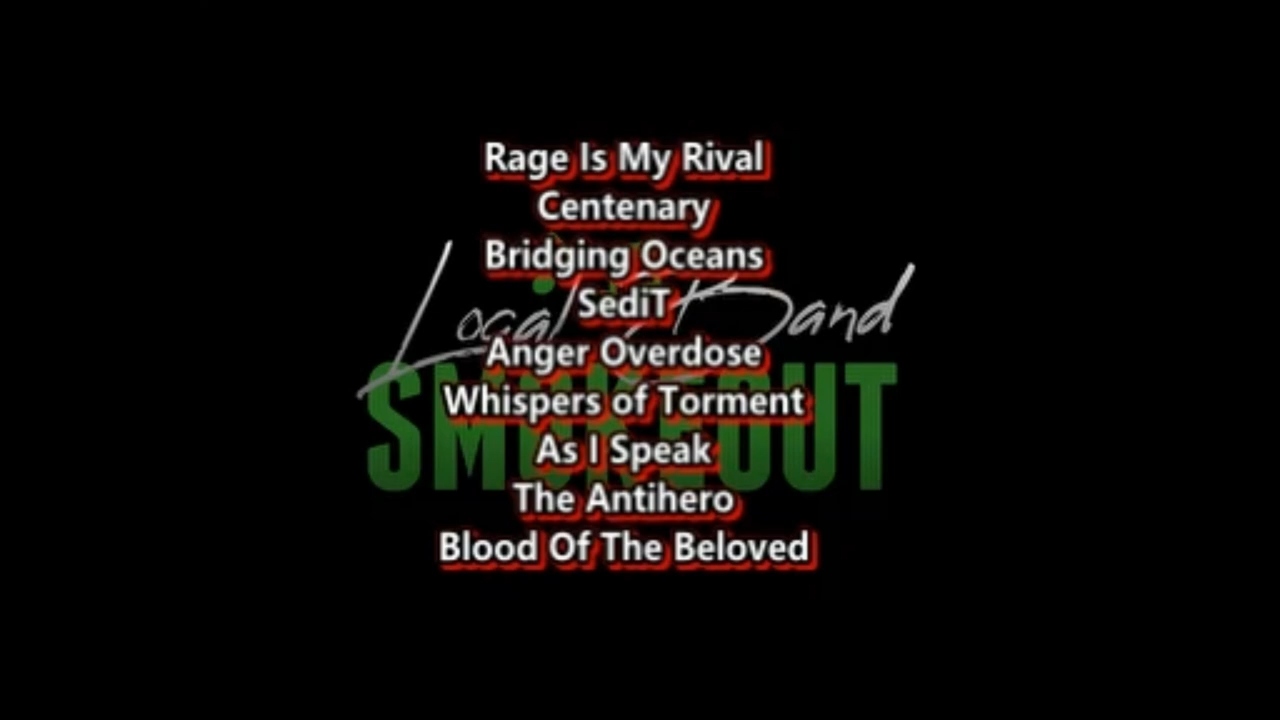 Rage Is My Rival
Centenary
Bridging Oceans
SediT
Anger Overdose
Whispers of Torment
As I Speak
The Antihero
Blood Of The Beloved
Local Band
SMOKEOUT